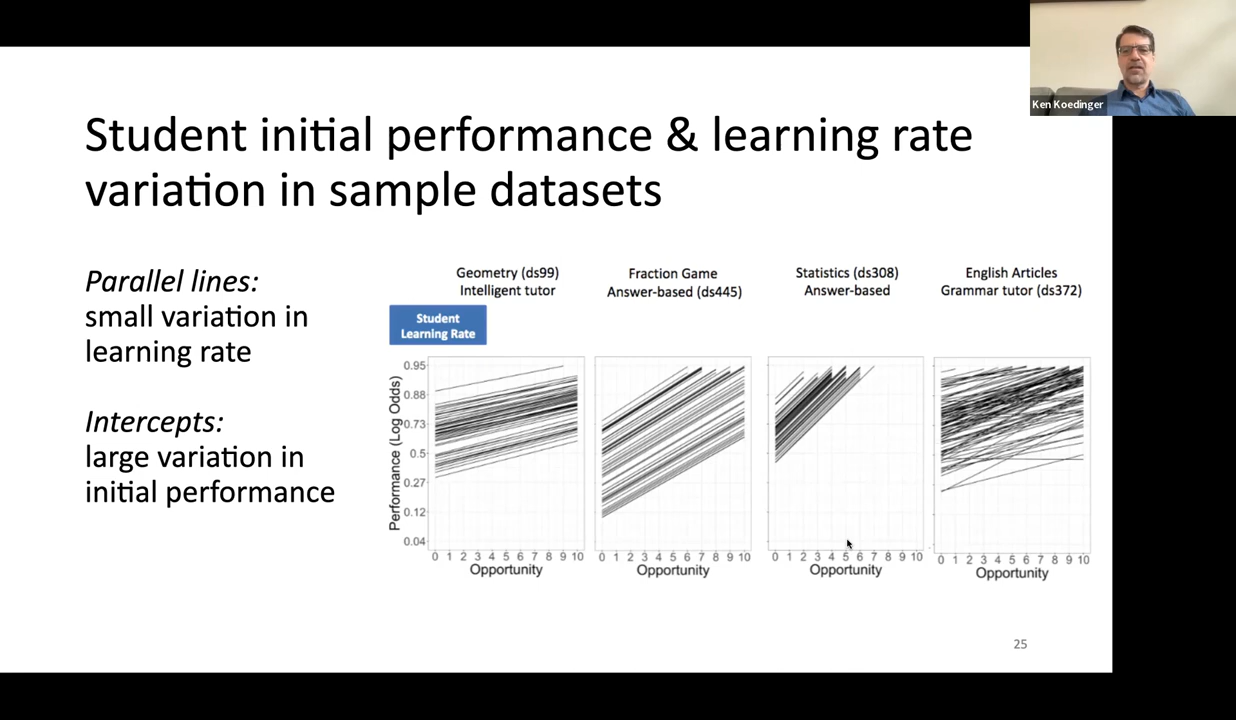 Ken Koedinger
Student initial performance & learning rate
variation in sample datasets
Parallel lines:
small variation in
learning rate
Intercepts:
large variation in
initial performance
Geometry (ds99)
Intelligent tutor
Fraction Game
Answer-based (ds445)
Statistics (ds308)
Answer-based
English Articles
Grammar tutor (ds372)
Student
Learning Rate
Performance (Log Odds)
0.95
0.88
0.73
0.5
0.27
0.12
0.04
0 1 2 3 4 5 6 7 8 9 10
Opportunity
0 1 2 3 4 5 6 7 8 9 10
Opportunity
0 1 2 3 4 5 6 7 8 9 10
Opportunity
0 1 2 3 4 5 6 7 8 9 10
Opportunity
25